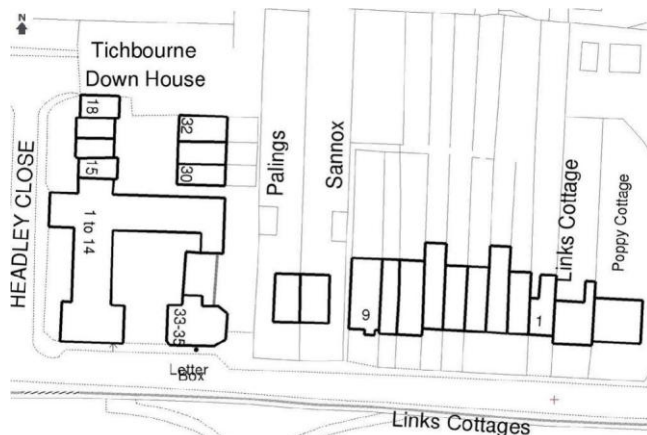 N
Tichbourne
Down House
18
32
15
30
HEADLEY CLOSE
1 to 14
33-35
Letter
Box
Palings
Sannox
9
1
Links Cottage
Poppy Cottage
Links Cottages